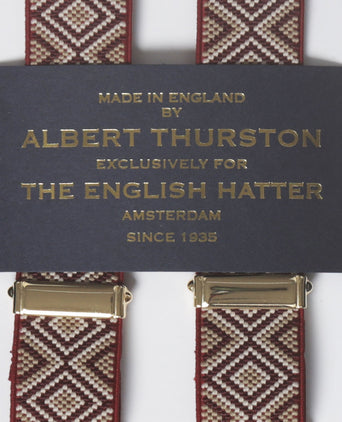 MADE IN ENGLAND
BY
ALBERT THURSTON
EXCLUSIVELY FOR
THE ENGLISH HATTER
AMSTERDAM
SINCE 1935